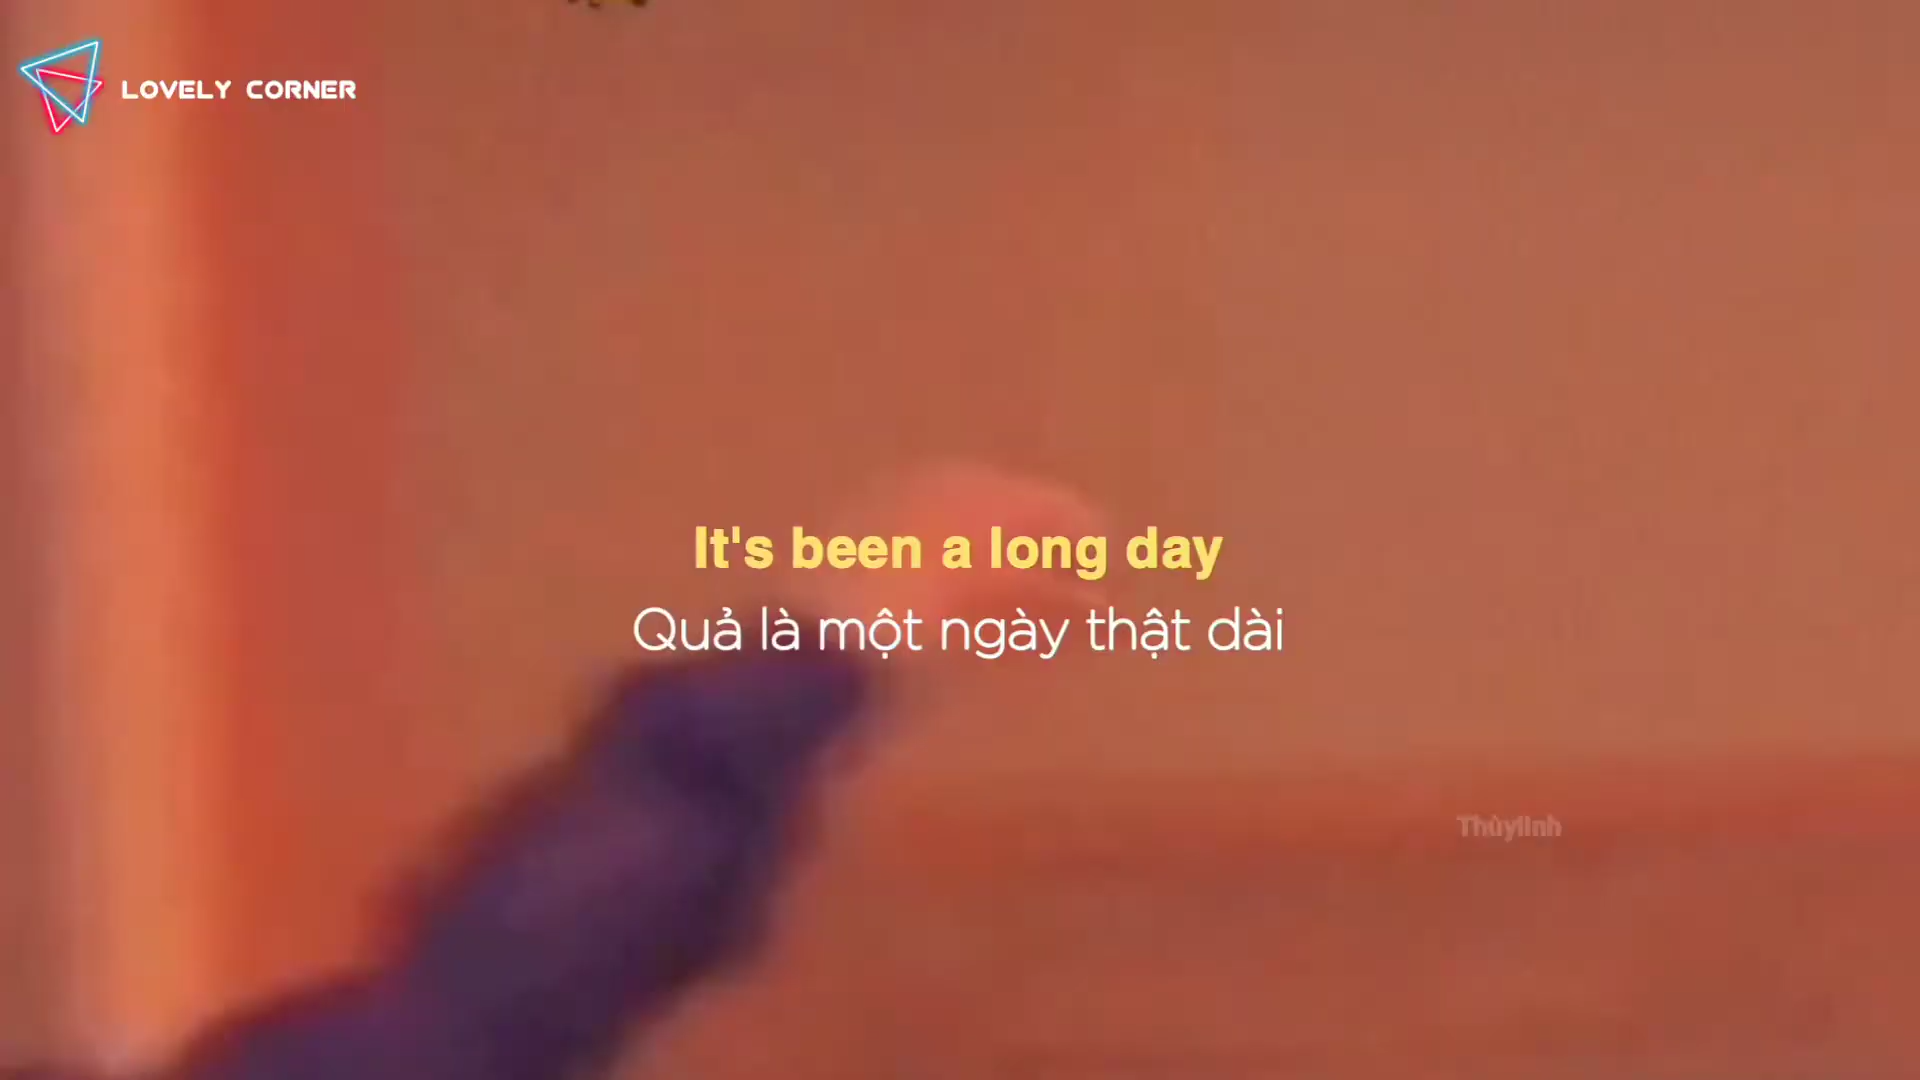 LOVELY CORNER
It's been a long day
Quả là một ngày thật dài
Thùylinh